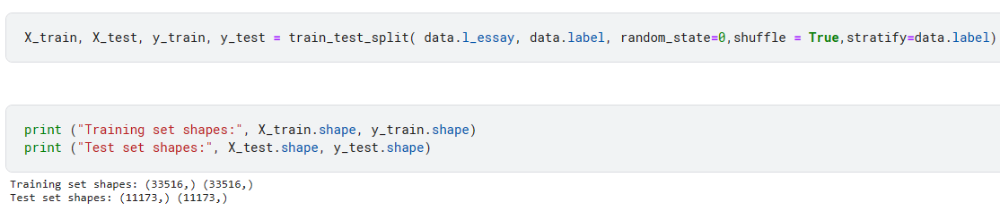 X_train, X_test, y_train, y_test = train_test_split( data.l_essay, data.label, random_state=0,shuffle = True,stratify=data.label)
print ("Training set shapes:", X_train.shape, y_train.shape)
print ("Test set shapes:", X_test.shape, y_test.shape)
Training set shapes: (33516,) (33516,)
Test set shapes: (11173,) (11173,)